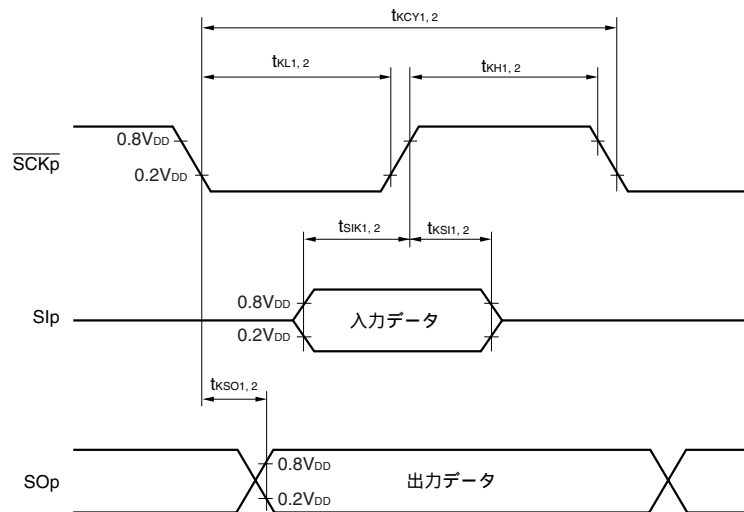 tKCY1, 2
tKL1, 2
tKH1, 2
0.8VDD
SCKp
0.2VDD
tSIK1, 2
tKSI1, 2
0.8VDD
SIp
入力データ
0.2VDD
tKSO1, 2
0.8VDD
SOp
出力データ
0.2VDD